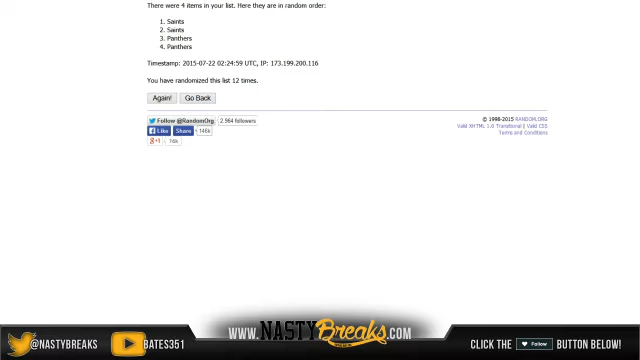 There were 4 items in your list. Here they are in random order:
1. Saints
2. Saints
3. Panthers
4. Panthers
Timestamp: 2015-07-22 02:24:59 UTC, IP: 173.199.200.116
You have randomized this list 12 times.
Again! Go Back
Follow @RandomOrg 2,964 followers
Like Share 146k
+1 74k
© 1998-2015 RANDOM.ORG
Valid XHTML 1.0 Transitional || Valid CSS
Terms and Conditions
@NASTYBREAKS BATES351 WWW.NASTYBreaks.COM CLICK THE Follow BUTTON BELOW!